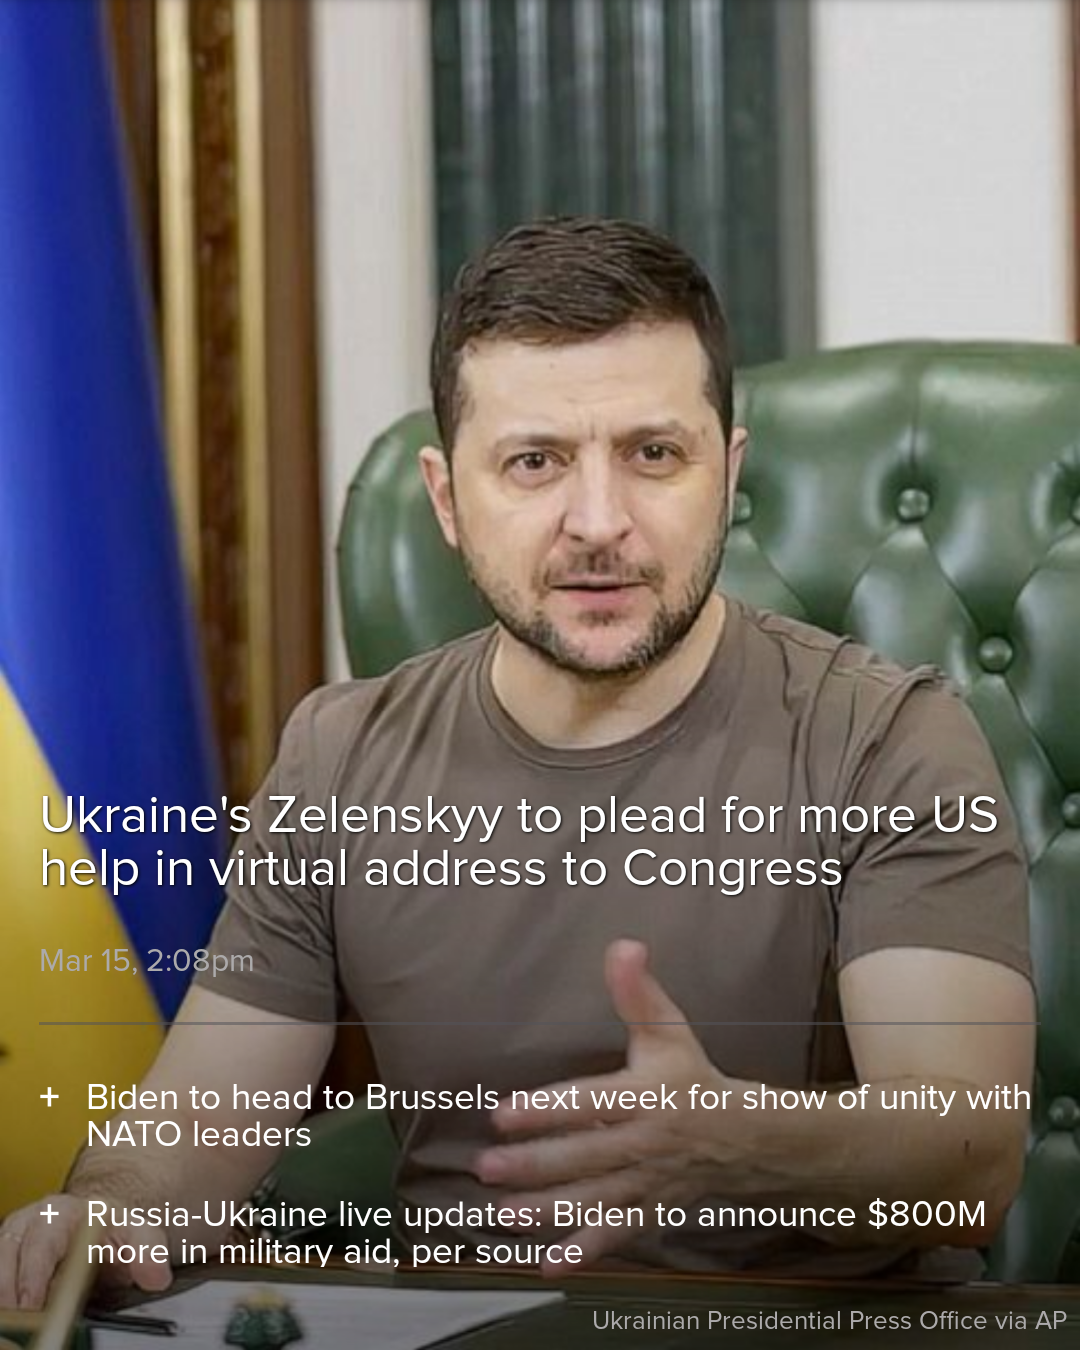 Ukraine's Zelenskyy to plead for more US
help in virtual address to Congress
Mar 15, 2:08pm
+ Biden to head to Brussels next week for show of unity with
NATO leaders
+ Russia-Ukraine live updates: Biden to announce $800M
more in military aid, per source
Ukrainian Presidential Press Office via AP